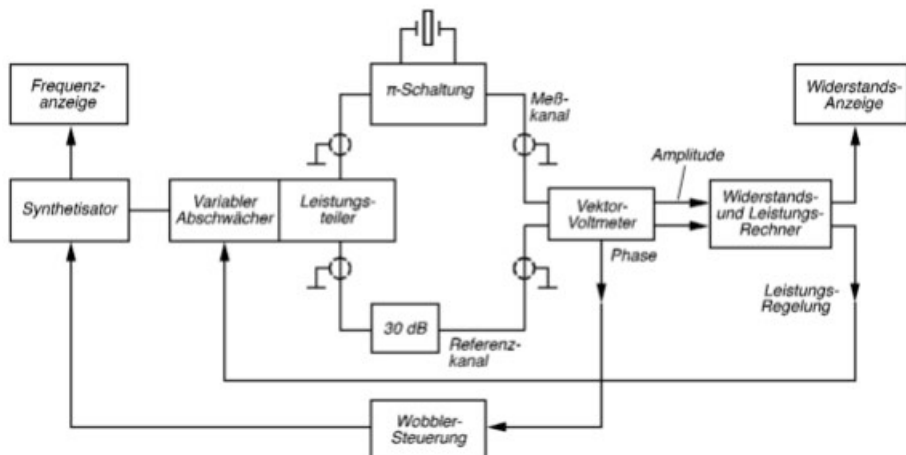 π-Schaltung
Frequenz-
anzeige
Meß-
kanal
Widerstands-
Anzeige
Amplitude
Synthetisator
Variabler
Abschwächer
Leistungs-
teiler
Vektor-
Voltmeter
Widerstands-
und Leistungs-
Rechner
Phase
Leistungs-
Regelung
30 dB
Referenz-
kanal
Wobbler-
Steuerung